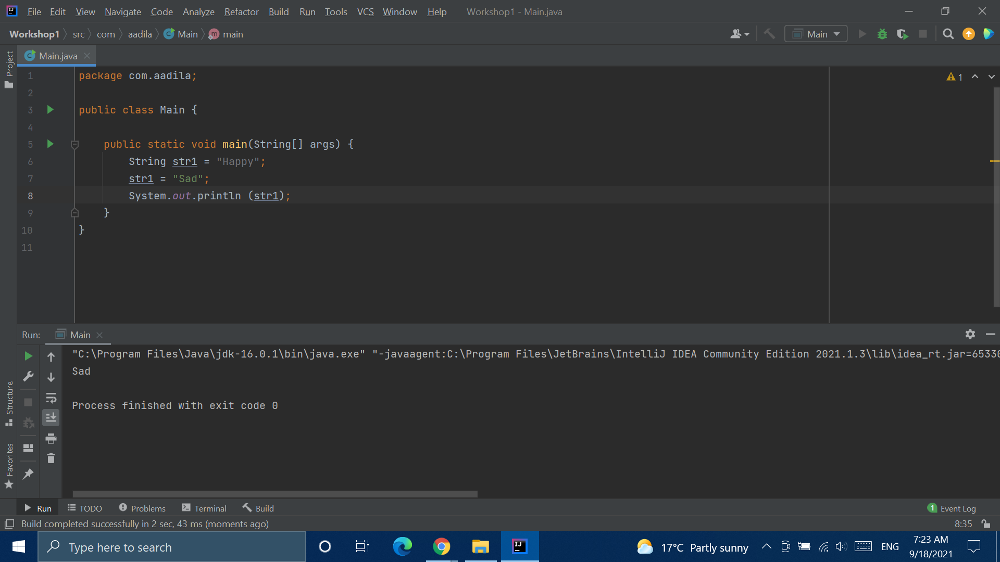 File Edit View Navigate Code Analyze Refactor Build Run Tools VCS Window Help Workshop1 - Main.java
Workshop1 src com aadila Main main Main
Project
Main.java
1 package com.aadila;
1
2
3 public class Main {
4
5 public static void main(String[] args) {
6 String str1 = "Happy";
7 str1 = "Sad";
8 System.out.println (str1);
9 }
10 }
11
Run: Main
"C:\Program Files\Java\jdk-16.0.1\bin\java.exe" "-javaagent:C:\Program Files\JetBrains\IntelliJ IDEA Community Edition 2021.1.3\lib\idea_rt.jar=65330
Sad
Process finished with exit code 0
Structure
Favorites
Run TODO Problems Terminal Build 1 Event Log
Build completed successfully in 2 sec, 43 ms (moments ago) 8:35
Type here to search
17°C Partly sunny
ENG
7:23 AM
9/18/2021